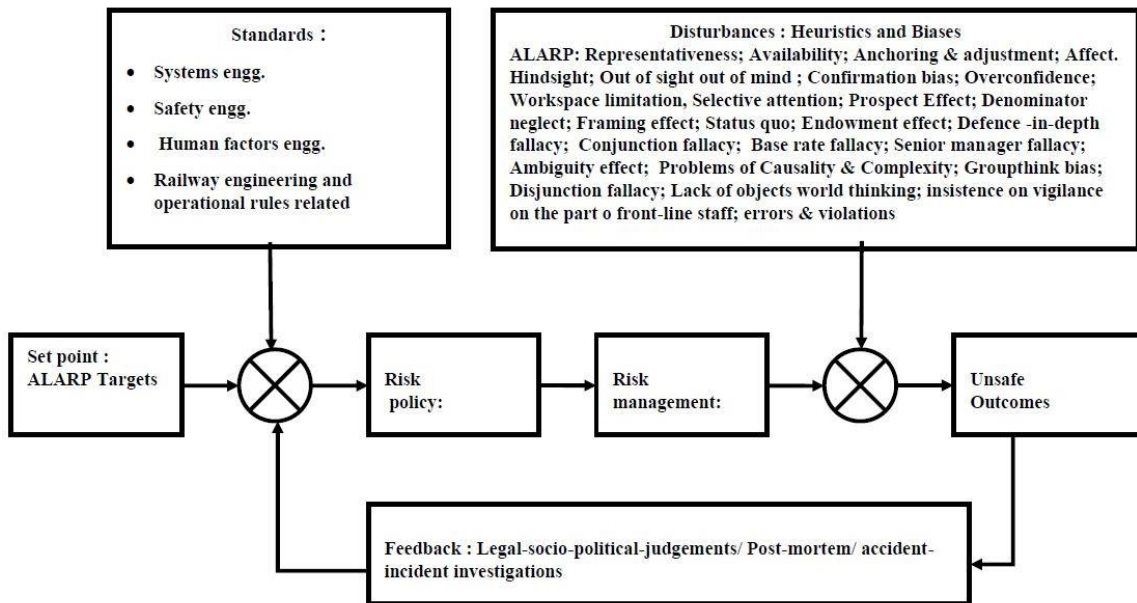 Standards :
• Systems engg.
• Safety engg.
• Human factors engg.
• Railway engineering and
operational rules related
Disturbances : Heuristics and Biases
ALARP: Representativeness; Availability; Anchoring & adjustment; Affect.
Hindsight; Out of sight out of mind ; Confirmation bias; Overconfidence;
Workspace limitation, Selective attention; Prospect Effect; Denominator
neglect; Framing effect; Status quo; Endowment effect; Defence -in-depth
fallacy; Conjunction fallacy; Base rate fallacy; Senior manager fallacy;
Ambiguity effect; Problems of Causality & Complexity; Groupthink bias;
Disjunction fallacy; Lack of objects world thinking; insistence on vigilance
on the part o front-line staff; errors & violations
Set point :
ALARP Targets
Risk
policy:
Risk
management:
Unsafe
Outcomes
Feedback : Legal-socio-political-judgements/ Post-mortem/ accident-
incident investigations